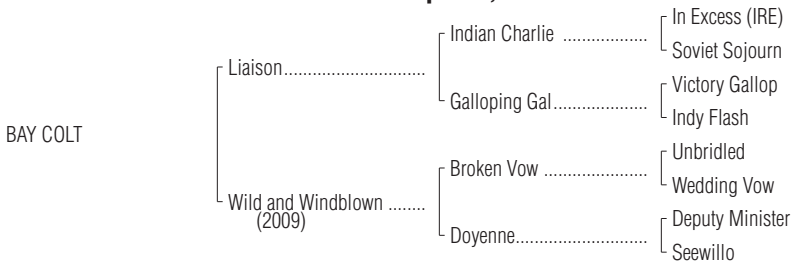 In Excess (IRE)
Indian Charlie ..................
Soviet Sojourn
Liaison..............................
Victory Gallop
Galloping Gal....................
Indy Flash
BAY COLT
Unbridled
Broken Vow ......................
Wedding Vow
Wild and Windblown ........
(2009)
Deputy Minister
Doyenne............................
Seewillo